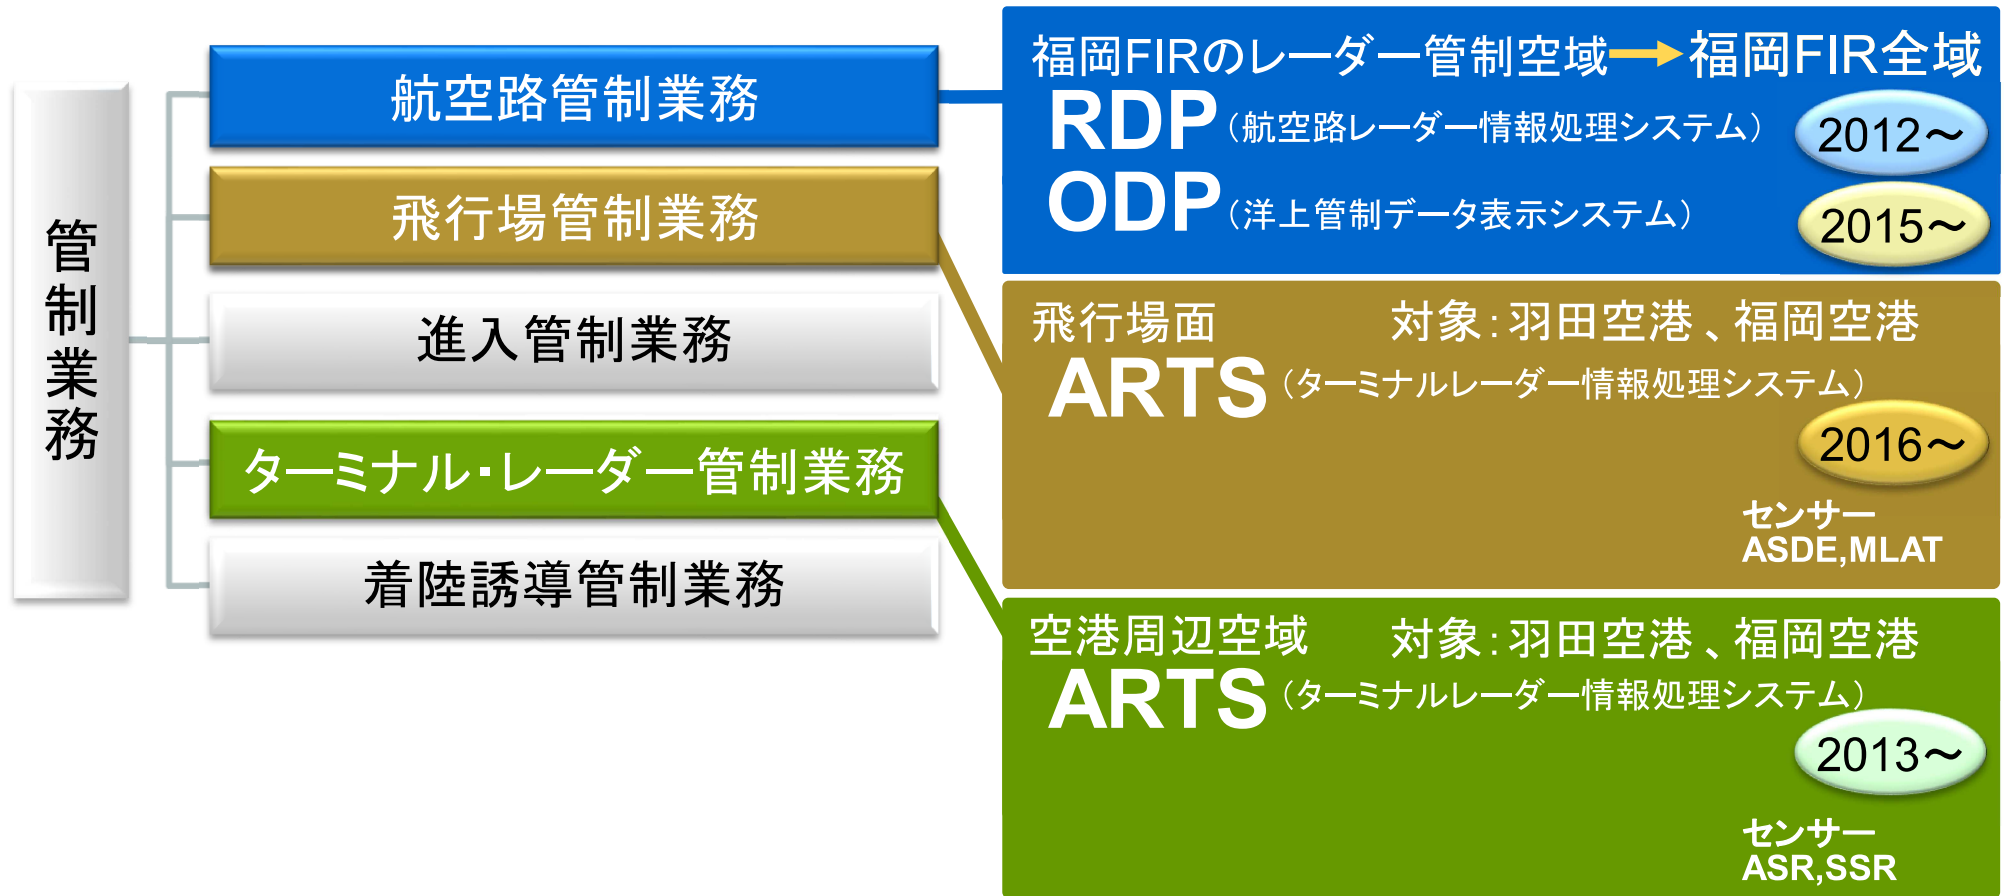 管制業務
航空路管制業務
飛行場管制業務
進入管制業務
ターミナル・レーダー管制業務
着陸誘導管制業務
福岡FIRのレーダー管制空域→福岡FIR全域
RDP（航空路レーダー情報処理システム）
2012～
ODP（洋上管制データ表示システム）
2015～
飛行場面 対象：羽田空港、福岡空港
ARTS（ターミナルレーダー情報処理システム）
2016～
センサー
ASDE,MLAT
空港周辺空域 対象：羽田空港、福岡空港
ARTS（ターミナルレーダー情報処理システム）
2013～
センサー
ASR,SSR